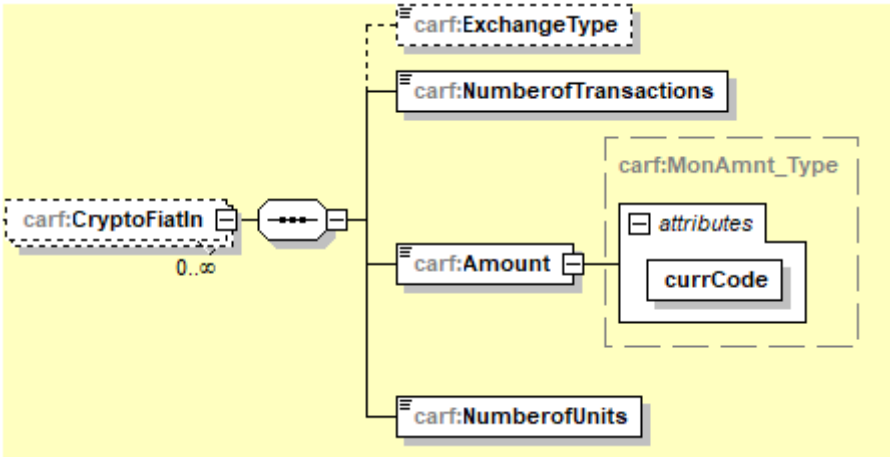 carf:ExchangeType
carf:NumberofTransactions
carf:MonAmnt_Type
carf:CryptoFiatIn
attributes
carf:Amount
currCode
0..∞
carf:NumberofUnits